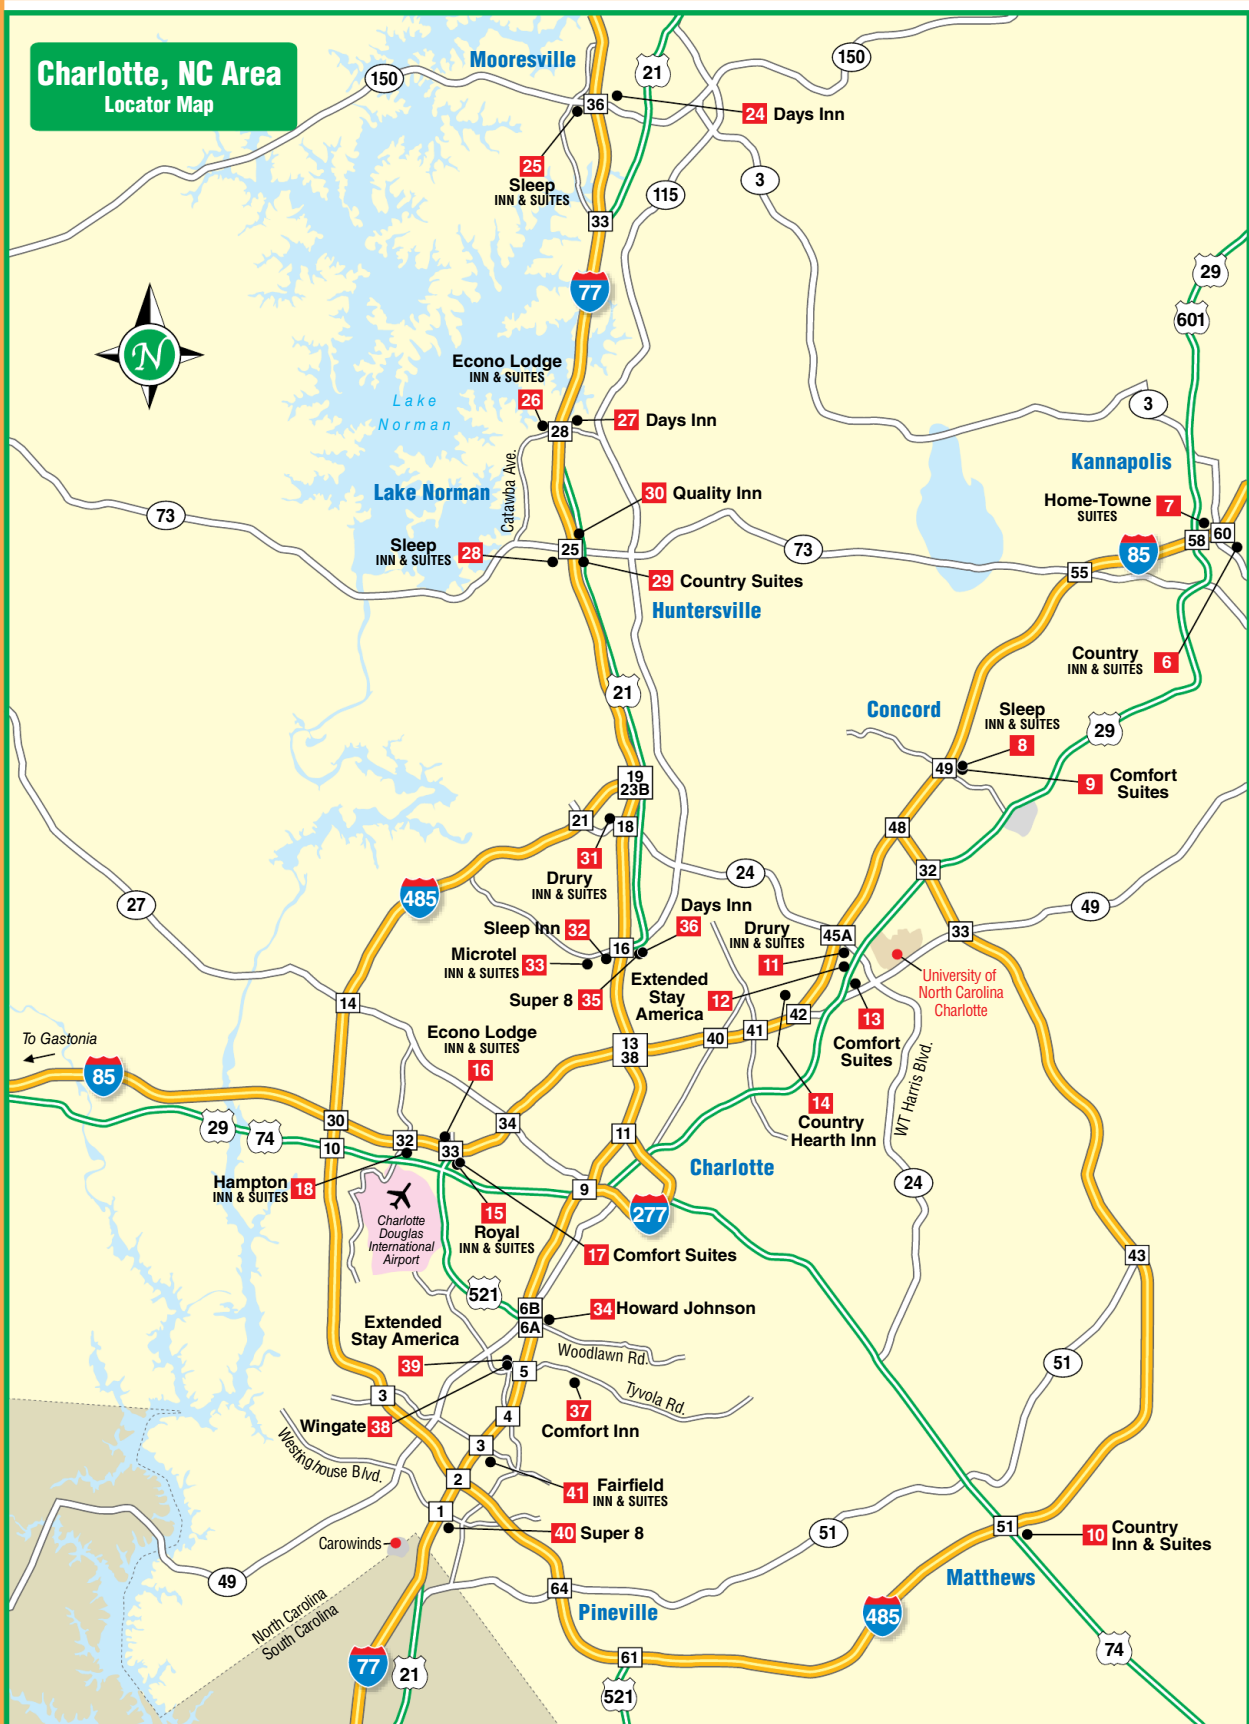 Charlotte, NC Area
Locator Map
Mooresville
150
21
150
36
24 Days Inn
25
Sleep
INN & SUITES
115
3
33
77
29
601
N
Econo Lodge
INN & SUITES
26
Lake
Norman
27 Days Inn
28
3
Kannapolis
Lake Norman
Catawba Ave.
30 Quality Inn
Home-Towne
SUITES
7
73
Sleep
INN & SUITES
28
25
73
85
58
60
55
29 Country Suites
Huntersville
Country
INN & SUITES
6
21
Concord
Sleep
INN & SUITES
8
29
49
9
Comfort
Suites
19
23B
21
18
48
31
Drury
INN & SUITES
24
32
485
27
49
Days Inn
36
Sleep Inn 32
16
Drury
INN & SUITES
11
45A
33
Microtel
INN & SUITES
33
Super 8 35
Extended
Stay
America
12
University of
North Carolina
Charlotte
14
13
Comfort
Suites
42
41
40
To Gastonia
85
Econo Lodge
INN & SUITES
16
13
38
WT Harris Blvd.
14
Country
Hearth Inn
29
74
30
10
32
33
34
11
Charlotte
Hampton
INN & SUITES
18
9
24
277
Charlotte
Douglas
International
Airport
15
Royal
INN & SUITES
17 Comfort Suites
43
521
6B
6A
34 Howard Johnson
Extended
Stay America
39
Woodlawn Rd.
51
5
Tyvola Rd.
3
37
Comfort Inn
Wingate 38
4
Westinghouse Blvd.
3
2
41
Fairfield
INN & SUITES
1
40 Super 8
51
51
10
Country
Inn & Suites
Carowinds
49
64
Matthews
North Carolina
South Carolina
Pineville
485
77
21
61
74
521